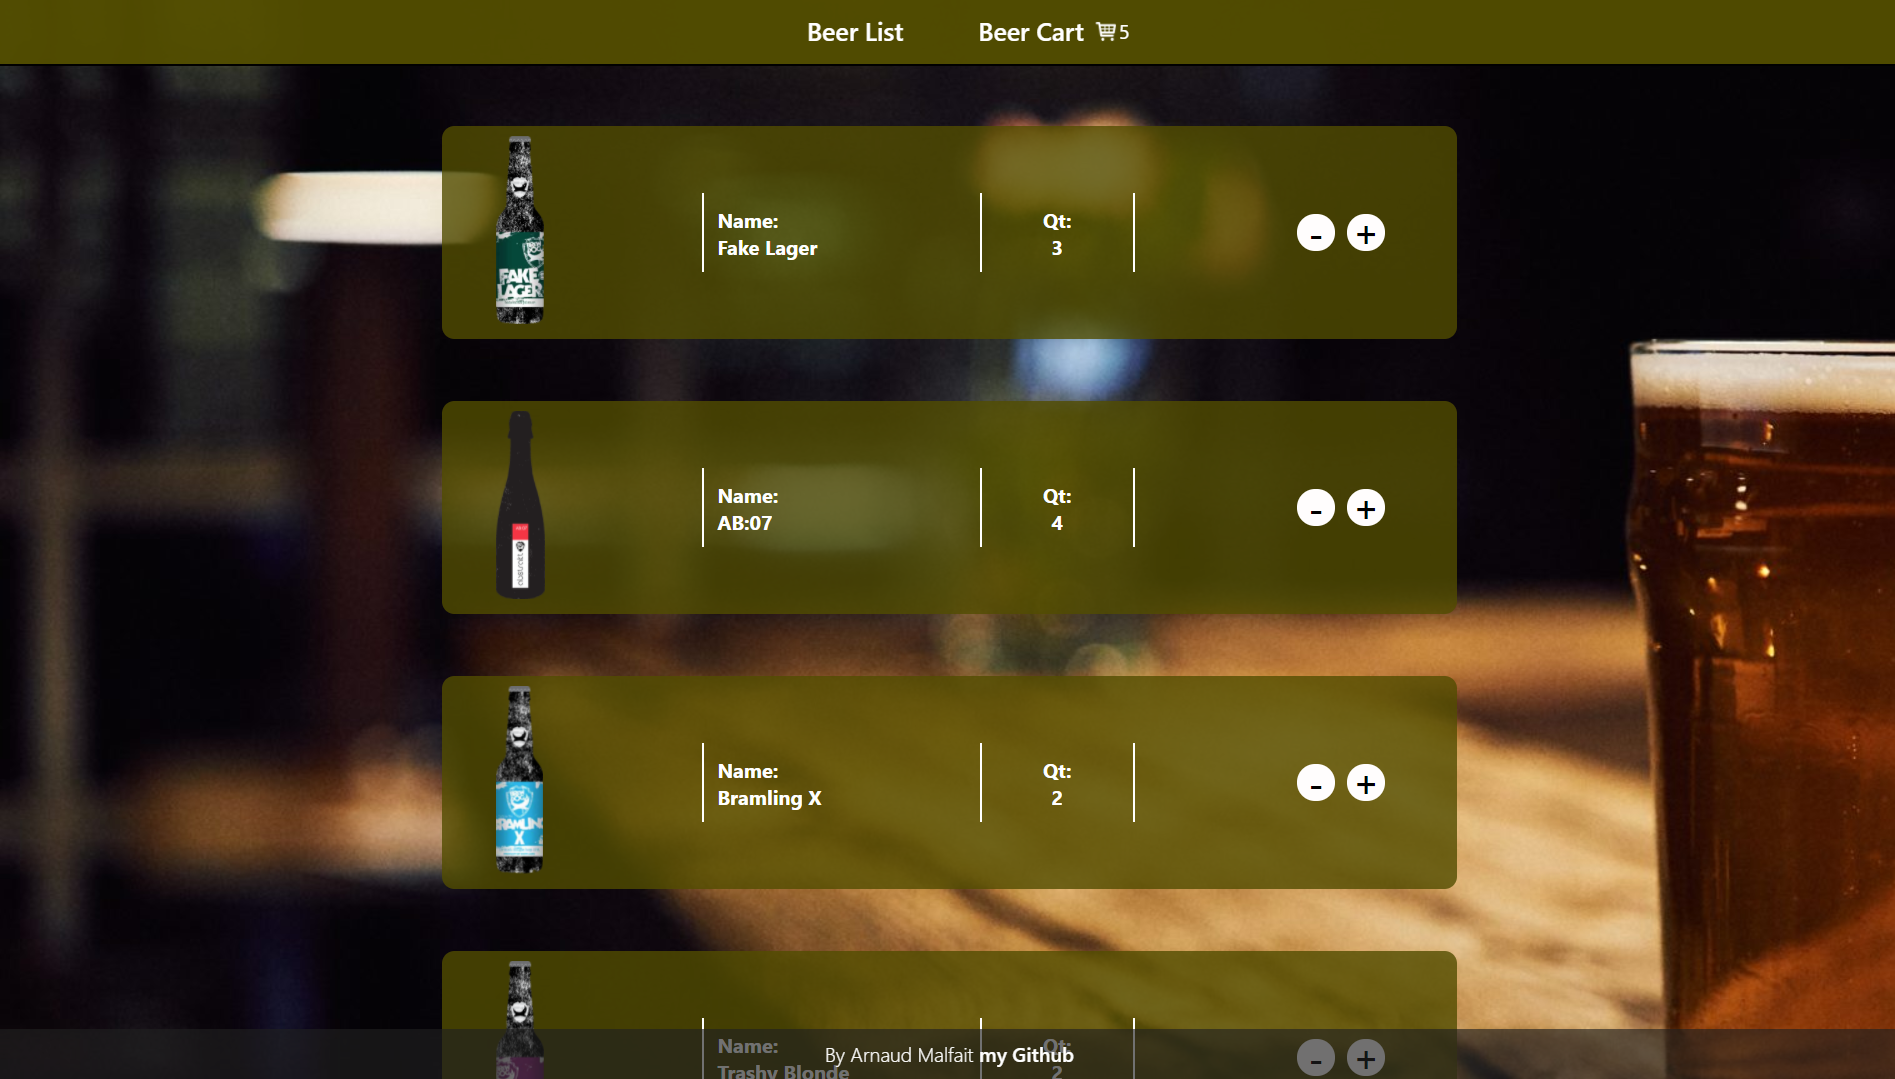 Beer List
Beer Cart 5
FAKE
LAGER
Name:
Fake Lager
Qt:
3
-
+
Name:
AB:07
Qt:
4
-
+
BRAMLING
X
Name:
Bramling X
Qt:
2
-
+
Name:
Trashy Blonde
Qt:
2
-
+
By Arnaud Malfait my Github